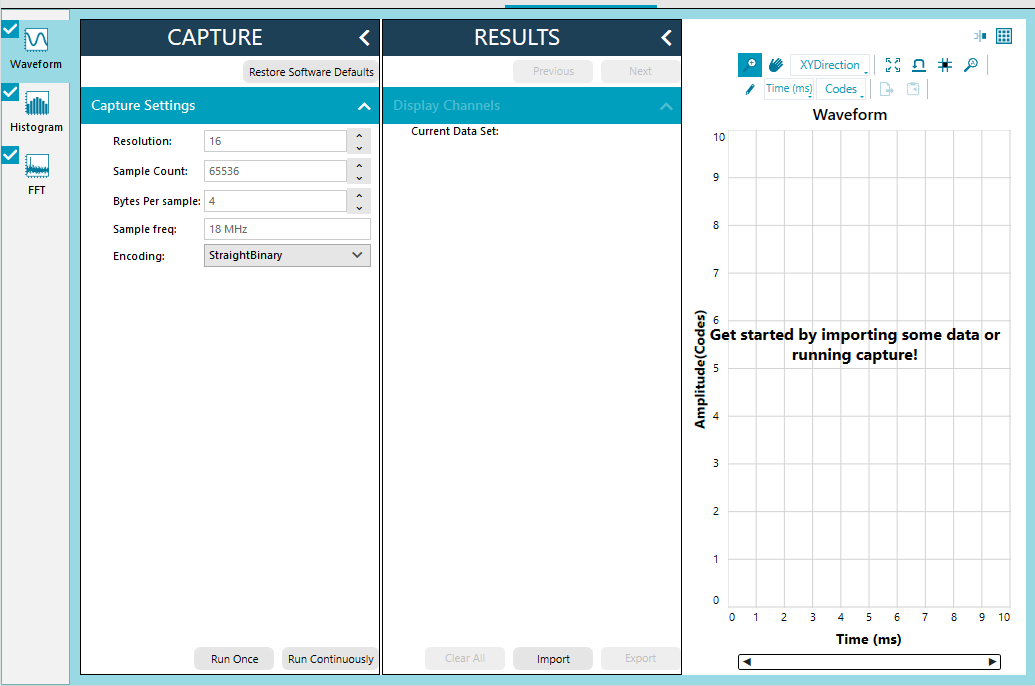 Waveform
Histogram
FFT
CAPTURE
Restore Software Defaults
Capture Settings
Resolution: 16
Sample Count: 65536
Bytes Per sample: 4
Sample freq: 18 MHz
Encoding: StraightBinary
Run Once Run Continuously
RESULTS
Previous Next
Display Channels
Current Data Set:
Clear All Import Export
XYDirection
Time (ms) Codes
Waveform
Amplitude(Codes)
10
9
8
7
6
Get started by importing some data or
running capture!
5
4
3
2
1
0
0 1 2 3 4 5 6 7 8 9 10
Time (ms)